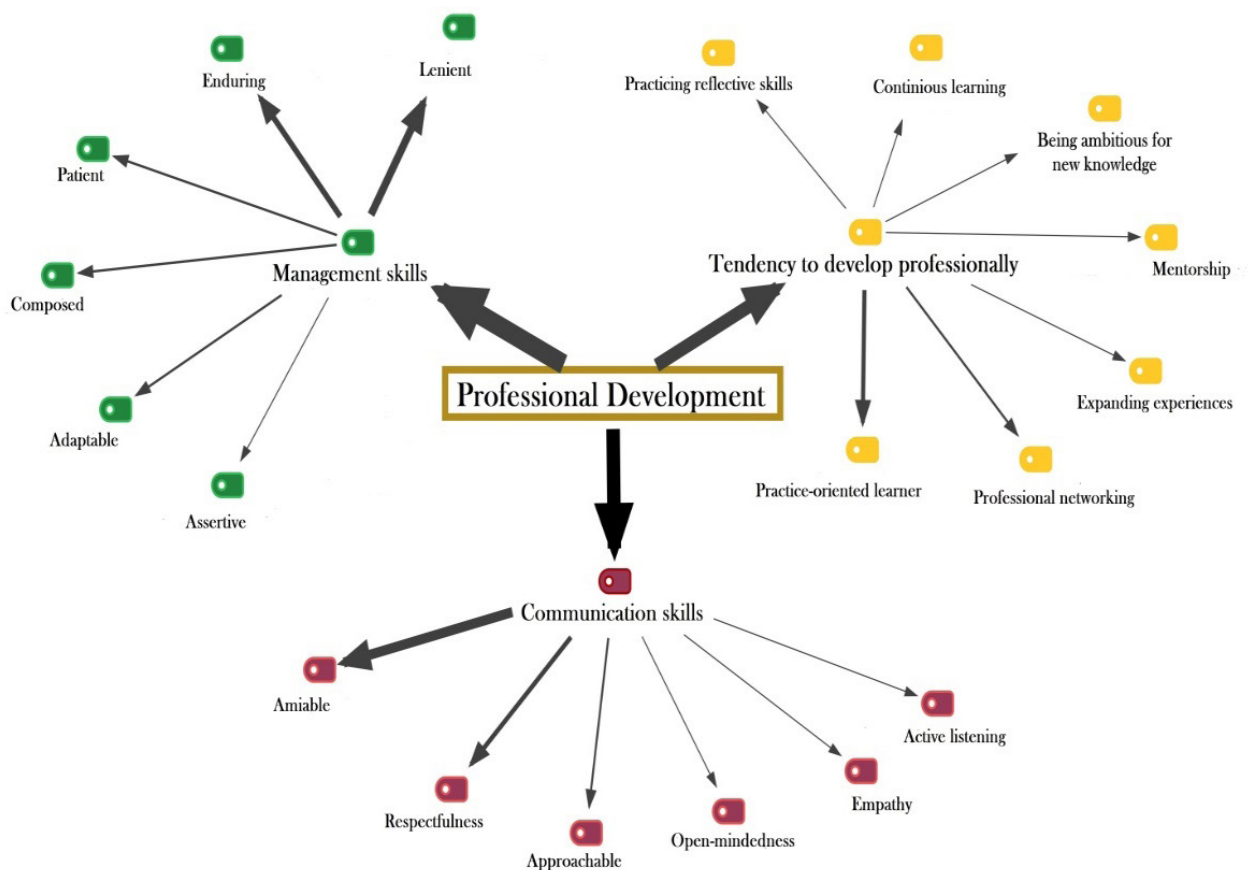 Lenient
Enduring
Patient
Composed
Adaptable
Assertive
Management skills
Practicing reflective skills
Continious learning
Being ambitious for
new knowledge
Mentorship
Tendency to develop professionally
Expanding experiences
Professional networking
Practice-oriented learner
Professional Development
Communication skills
Amiable
Respectfulness
Approachable
Open-mindedness
Empathy
Active listening